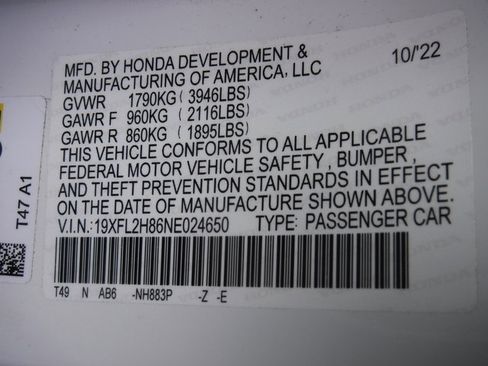 MFD. BY HONDA DEVELOPMENT & 10/'22
MANUFACTURING OF AMERICA, LLC
GVWR 1790KG ( 3946LBS)
GAWR F 960KG ( 2116LBS)
GAWR R 860KG ( 1895LBS)
THIS VEHICLE CONFORMS TO ALL APPLICABLE
FEDERAL MOTOR VEHICLE SAFETY , BUMPER ,
AND THEFT PREVENTION STANDARDS IN EFFECT
ON THE DATE OF MANUFACTURE SHOWN ABOVE.
V.I.N.: 19XFL2H86NE024650 TYPE: PASSENGER CAR
T49 N AB6 -NH883P -Z -E
T47 A1